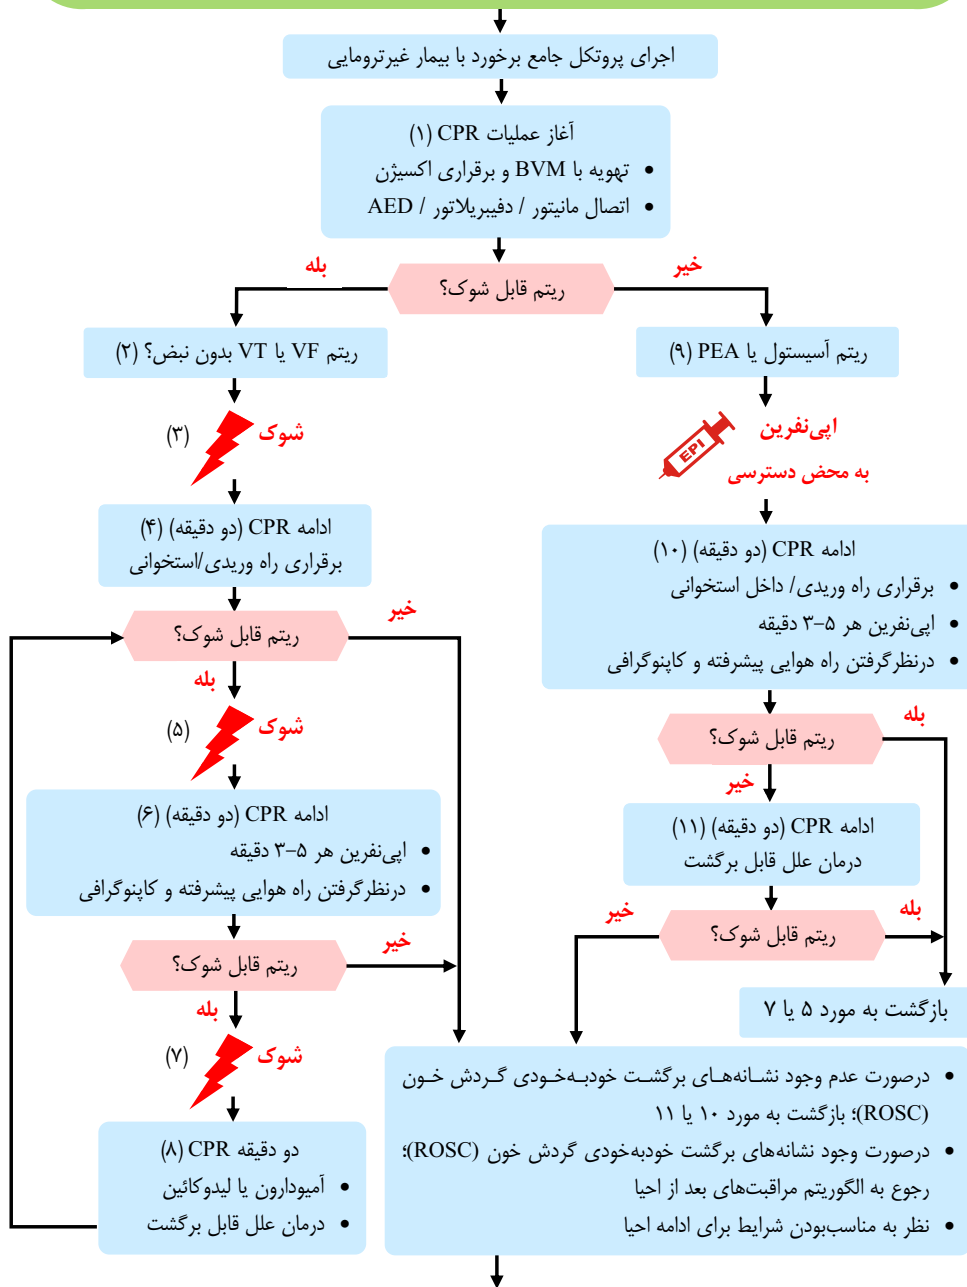 اجرای پروتکل جامع برخورد با بیمار غیرترومایی
آغاز عملیات CPR (۱)
• تهویه با BVM و برقراری اکسیژن
• اتصال مانیتور / دفیبریلاتور / AED
ریتم قابل شوک؟
بله
خیر
ریتم VF یا VT بدون نبض؟ (۲)
شوک (۳)
ادامه CPR (دو دقیقه) (۴)
برقراری راه وریدی/استخوانی
ریتم قابل شوک؟
خیر
بله
شوک (۵)
ادامه CPR (دو دقیقه) (۶)
• اپی‌نفرین هر ۵–۳ دقیقه
• درنظرگرفتن راه هوایی پیشرفته و کاپنوگرافی
ریتم قابل شوک؟
خیر
بله
شوک (۷)
دو دقیقه CPR (۸)
• آمیودارون یا لیدوکائین
• درمان علل قابل برگشت
ریتم آسیستول یا PEA (۹)
اپی‌نفرین
EPI
به محض دسترسی
ادامه CPR (دو دقیقه) (۱۰)
• برقراری راه وریدی/ داخل استخوانی
• اپی‌نفرین هر ۵–۳ دقیقه
• درنظرگرفتن راه هوایی پیشرفته و کاپنوگرافی
ریتم قابل شوک؟
بله
خیر
ادامه CPR (دو دقیقه) (۱۱)
درمان علل قابل برگشت
ریتم قابل شوک؟
بله
خیر
بازگشت به مورد ۵ یا ۷
• درصورت عدم وجود نشانه‌های برگشت خودبه‌خودی گردش خون
(ROSC)؛ بازگشت به مورد ۱۰ یا ۱۱
• درصورت وجود نشانه‌های برگشت خودبه‌خودی گردش خون (ROSC)؛
رجوع به الگوریتم مراقبت‌های بعد از احیا
• نظر به مناسب‌بودن شرایط برای ادامه احیا